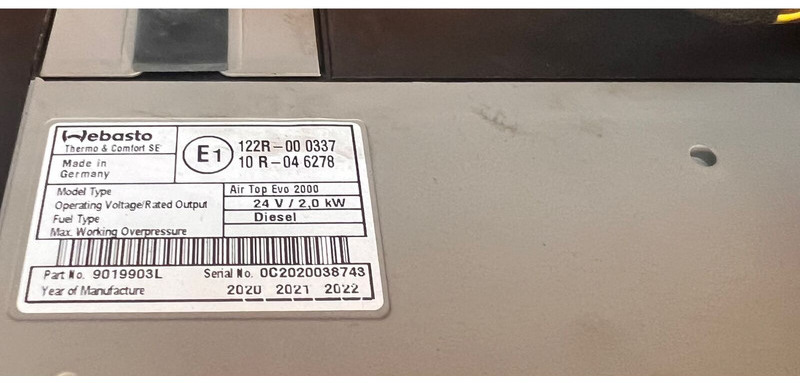 Webasto
Thermo & Comfort SE
Made in
Germany
E1
122R-00 0337
10 R-04 6278
Model Type Air Top Evo 2000
Operating Voltage/Rated Output 24 V / 2,0 kW
Fuel Type Diesel
Max. Working Overpressure
Part No. 9019903L Serial No. 0C2020038743
Year of Manufacture 2020 2021 2022